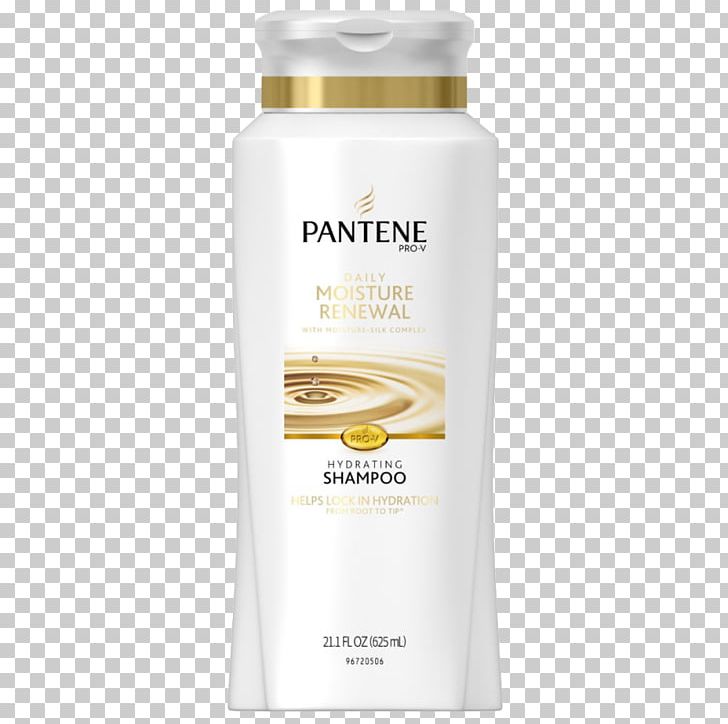 PANTENE
PRO-V
DAILY
MOISTURE
RENEWAL
WITH MOISTURE-SILK COMPLEX
PRO-V
HYDRATING
SHAMPOO
HELPS LOCK IN HYDRATION
FROM ROOT TO TIP*
21.1 FL OZ (625 mL)
96720506